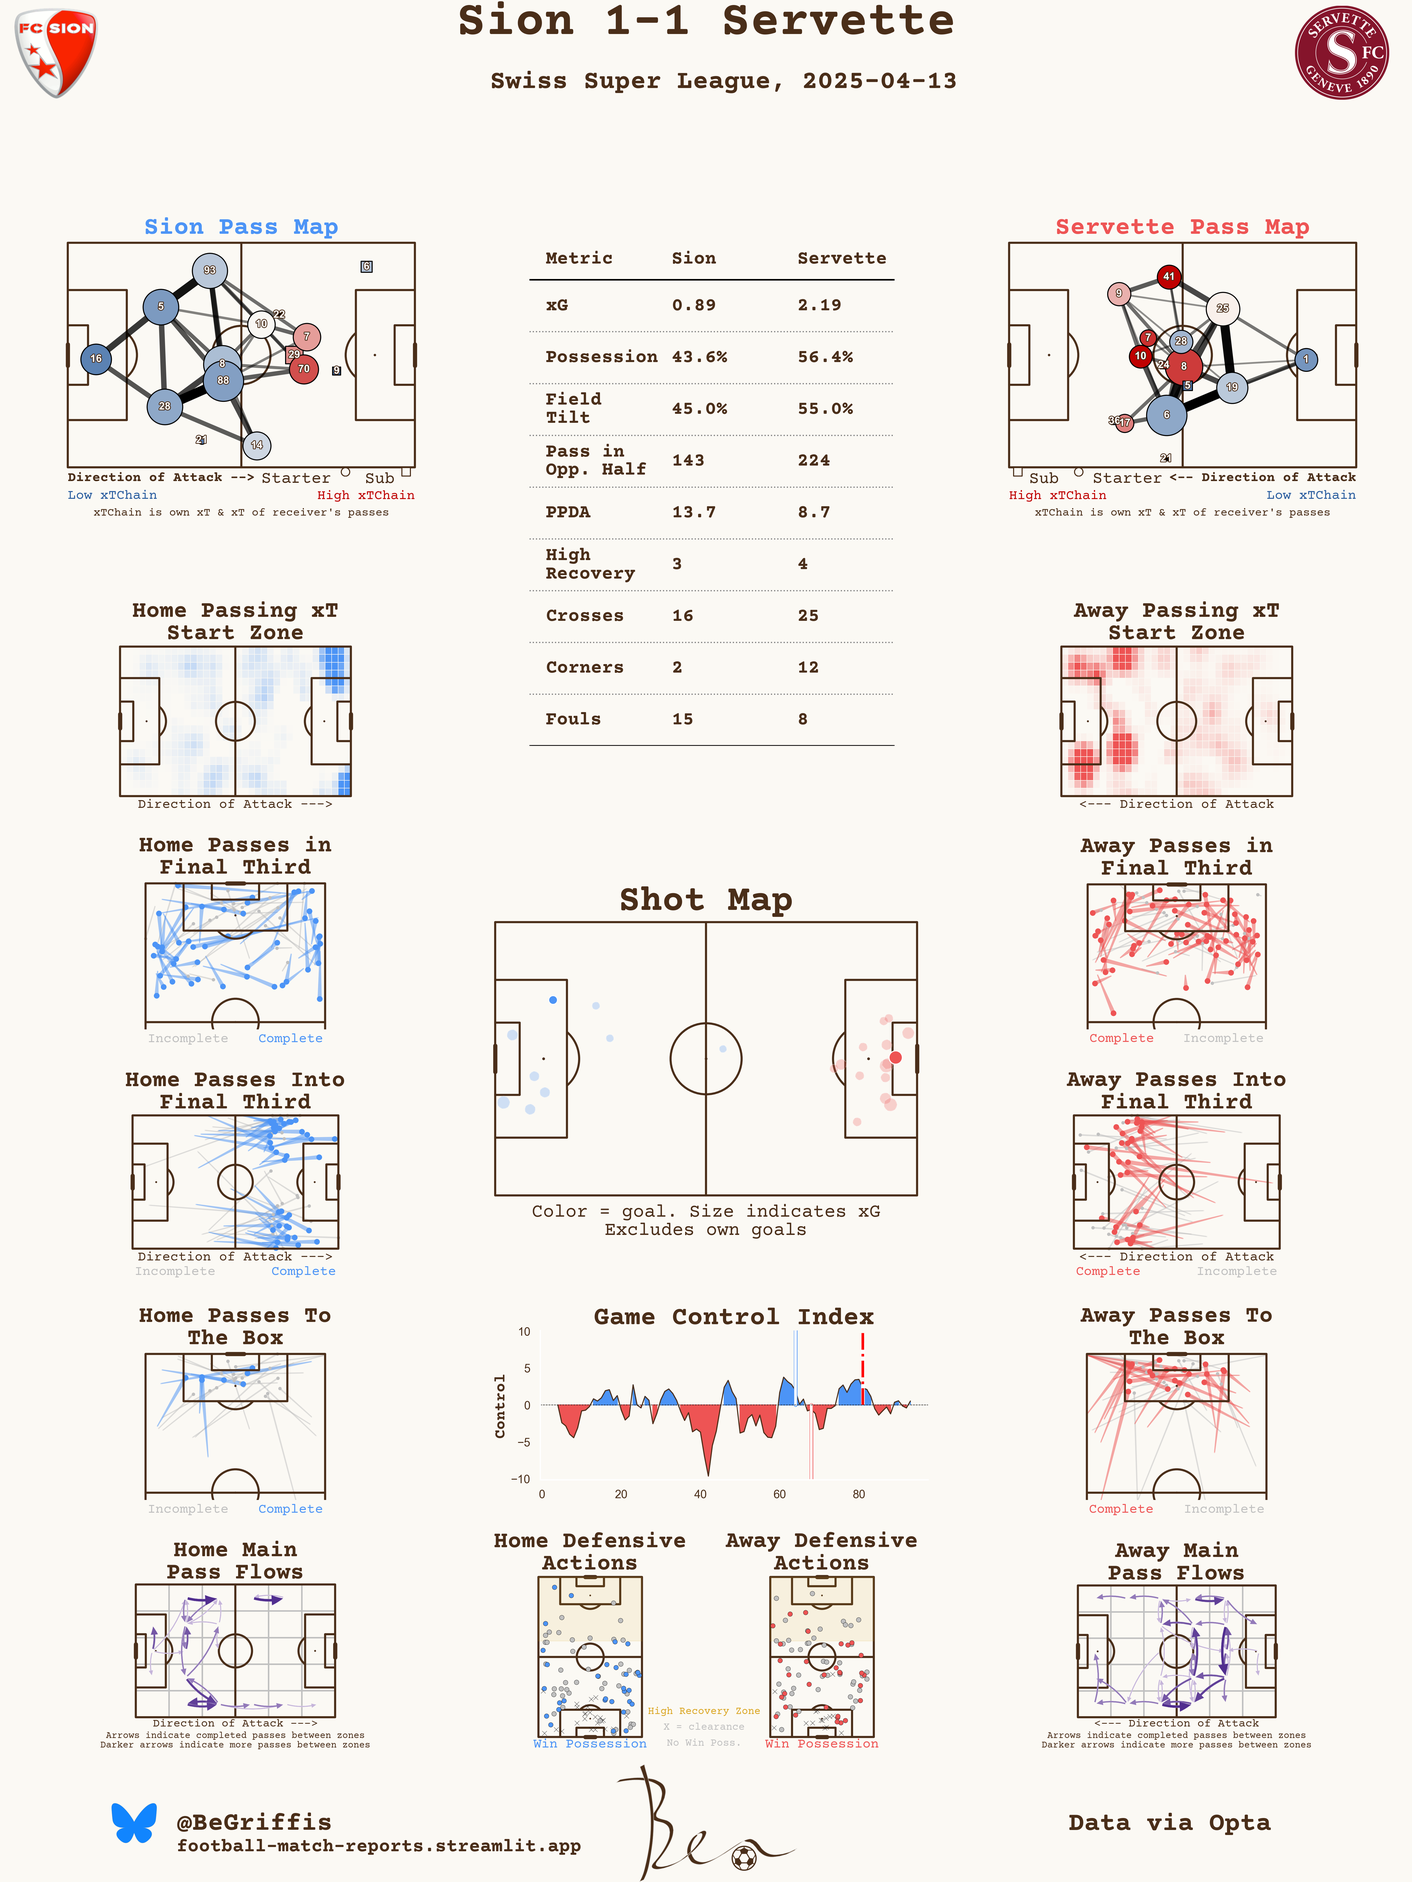 Sion 1-1 Servette
Swiss Super League, 2025-04-13
FC SION
SERVETTE
FC
S
GENEVE 1890
Sion Pass Map
93
6
5
22
10
7
29
16
8
70
9
88
28
21
14
Direction of Attack --> Starter Sub
Low xTChain High xTChain
xTChain is own xT & xT of receiver's passes
Metric Sion Servette
xG 0.89 2.19
Possession 43.6% 56.4%
Field
Tilt 45.0% 55.0%
Pass in
Opp. Half 143 224
PPDA 13.7 8.7
High
Recovery 3 4
Crosses 16 25
Corners 2 12
Fouls 15 8
Servette Pass Map
41
9
25
7
28
10
24
8
1
5
19
36
17
6
21
Sub Starter <-- Direction of Attack
High xTChain Low xTChain
xTChain is own xT & xT of receiver's passes
Home Passing xT
Start Zone
Direction of Attack --->
Away Passing xT
Start Zone
<--- Direction of Attack
Home Passes in
Final Third
Incomplete Complete
Away Passes in
Final Third
Complete Incomplete
Shot Map
Color = goal. Size indicates xG
Excludes own goals
Home Passes Into
Final Third
Direction of Attack --->
Incomplete Complete
Away Passes Into
Final Third
<--- Direction of Attack
Complete Incomplete
Home Passes To
The Box
Incomplete Complete
Game Control Index
Control
10
5
0
−5
−10
0 20 40 60 80
Away Passes To
The Box
Complete Incomplete
Home Main
Pass Flows
Direction of Attack --->
Arrows indicate completed passes between zones
Darker arrows indicate more passes between zones
Home Defensive
Actions
Win Possession
Away Defensive
Actions
Win Possession
High Recovery Zone
X = clearance
No Win Poss.
Away Main
Pass Flows
<--- Direction of Attack
Arrows indicate completed passes between zones
Darker arrows indicate more passes between zones
@BeGriffis
football-match-reports.streamlit.app
Ben
Data via Opta